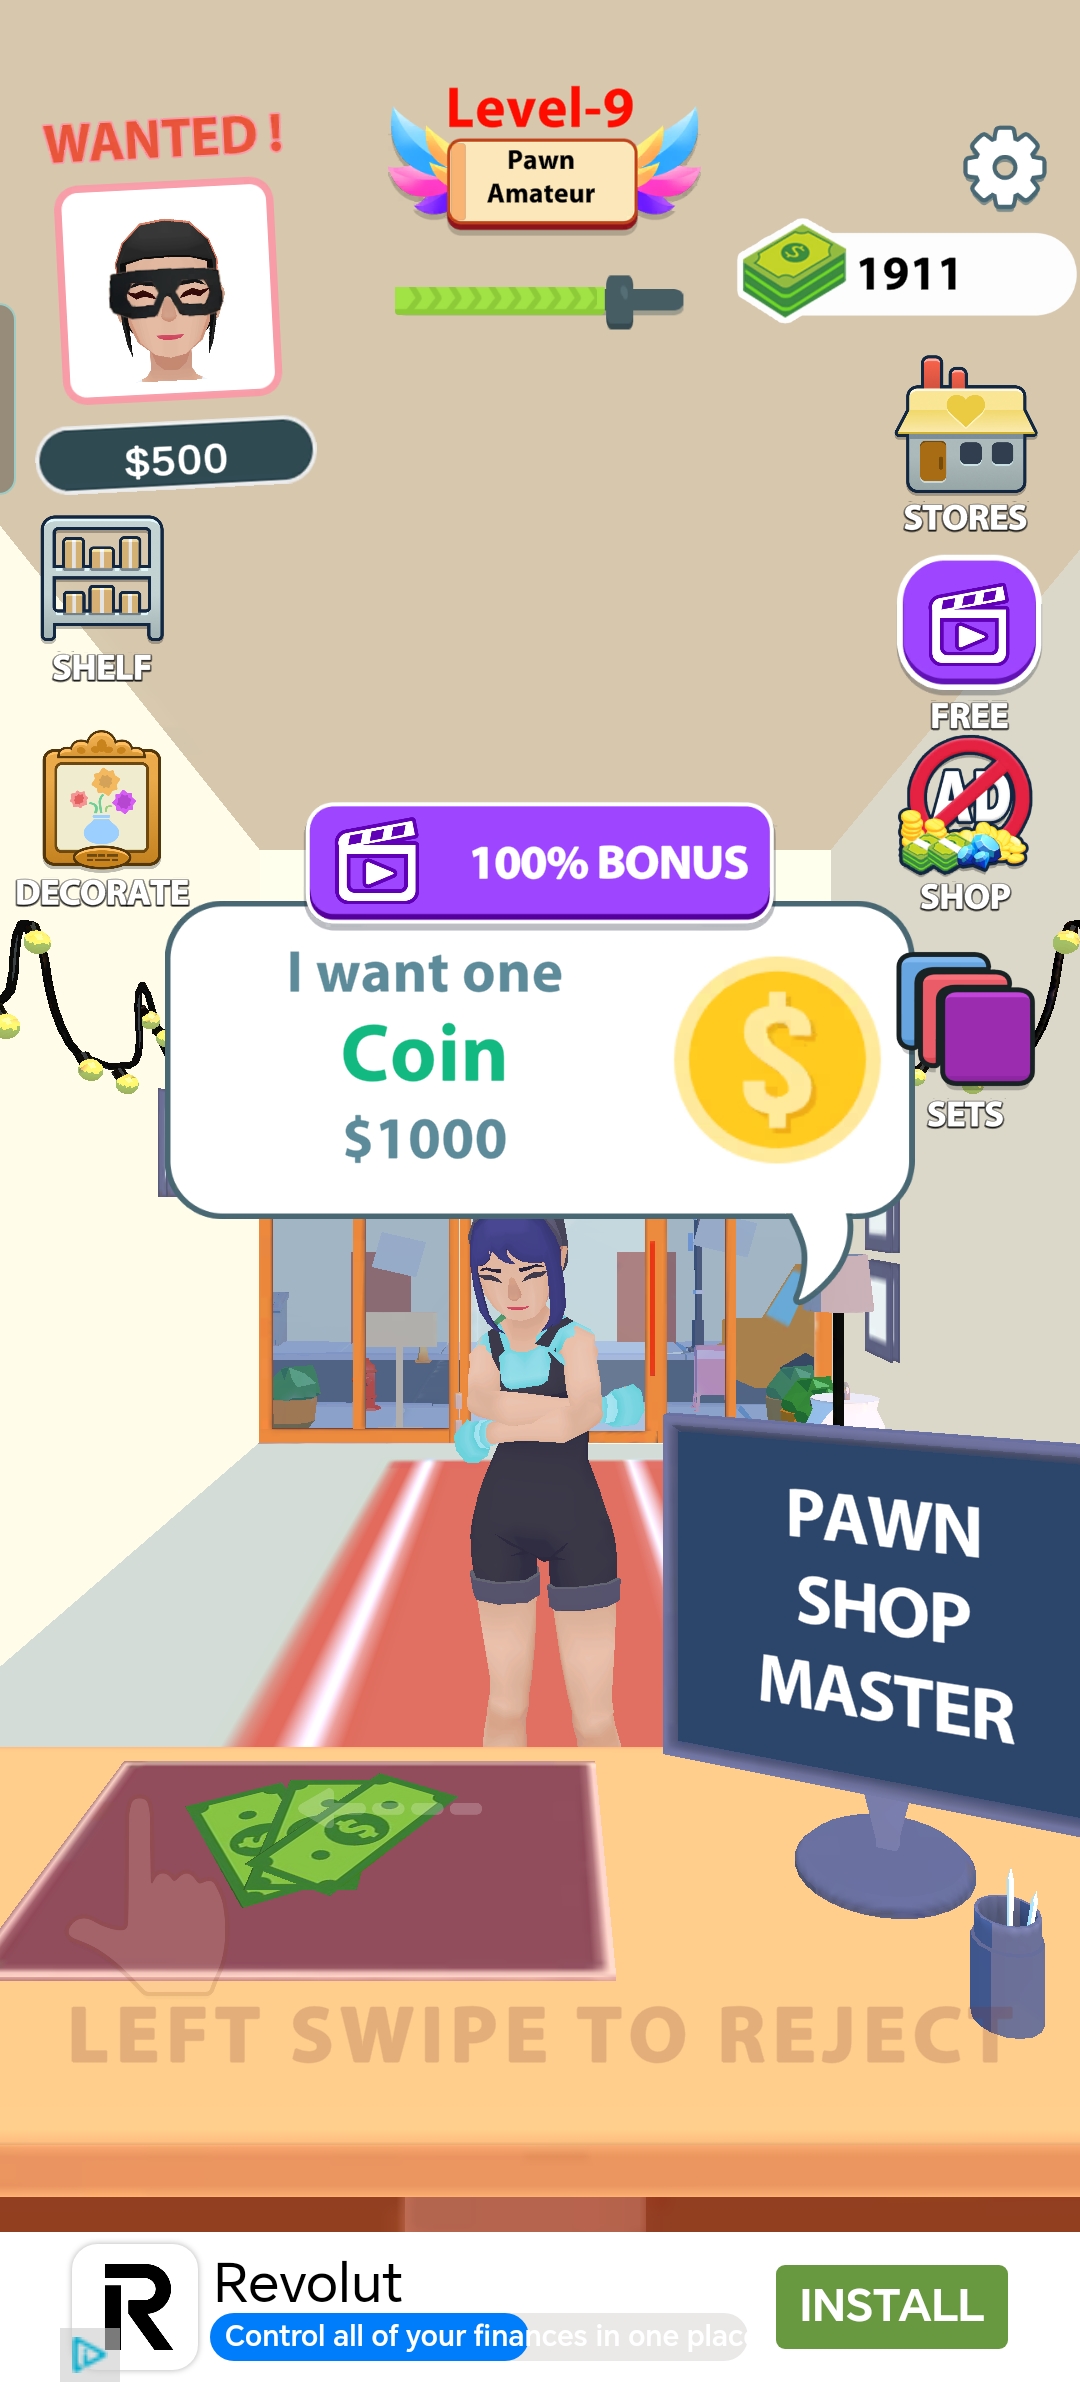 WANTED !
$500
Level-9
Pawn
Amateur
1911
STORES
SHELF
FREE
DECORATE
AD
SHOP
SETS
100% BONUS
I want one
Coin
$1000
$
PAWN
SHOP
MASTER
LEFT SWIPE TO REJECT
R
Revolut
Control all of your finances in one place
INSTALL